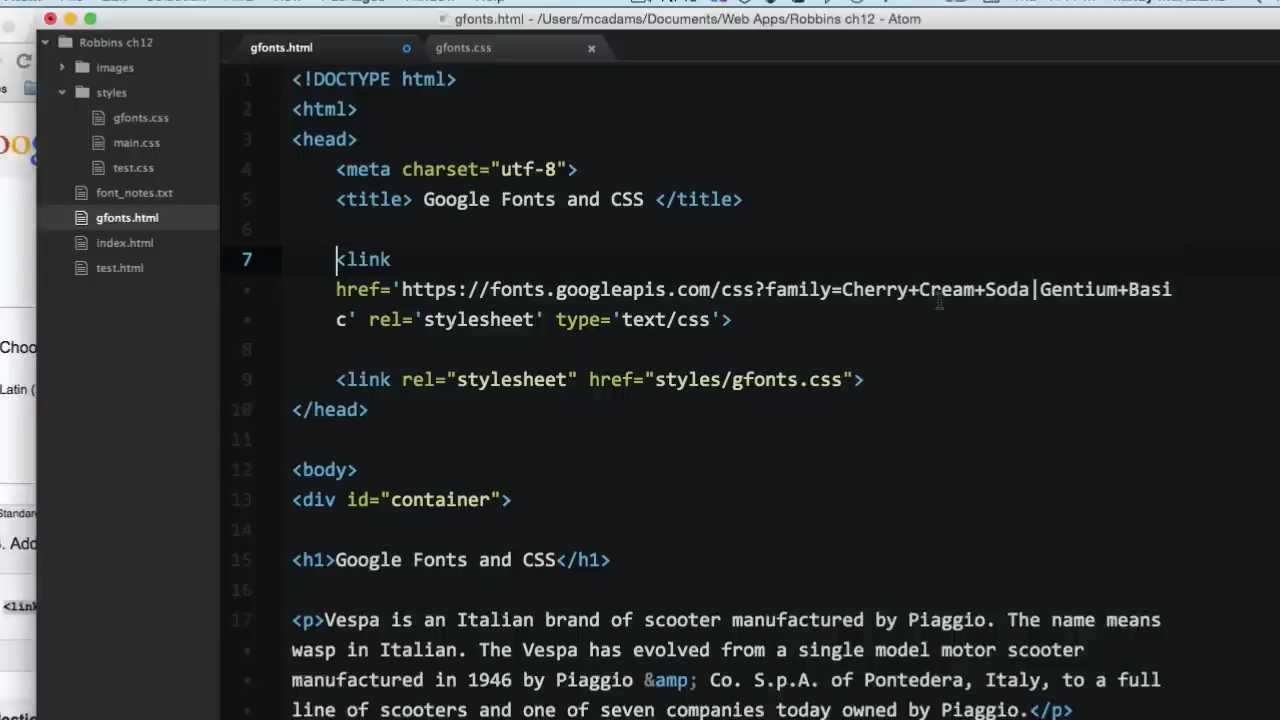 gfonts.html - /Users/mcadams/Documents/Web Apps/Robbins ch12 - Atom
Robbins ch12
images
styles
gfonts.css
main.css
test.css
font_notes.txt
gfonts.html
index.html
test.html
gfonts.html
gfonts.css
1 <!DOCTYPE html>
2 <html>
3 <head>
4 <meta charset="utf-8">
5 <title> Google Fonts and CSS </title>
6
7 <link
href='https://fonts.googleapis.com/css?family=Cherry+Cream+Soda|Gentium+Basi
c' rel='stylesheet' type='text/css'>
8
9 <link rel="stylesheet" href="styles/gfonts.css">
10 </head>
11
12 <body>
13 <div id="container">
14
15 <h1>Google Fonts and CSS</h1>
16
17 <p>Vespa is an Italian brand of scooter manufactured by Piaggio. The name means
wasp in Italian. The Vespa has evolved from a single model motor scooter
manufactured in 1946 by Piaggio &amp; Co. S.p.A. of Pontedera, Italy, to a full
line of scooters and one of seven companies today owned by Piaggio.</p>
Choo
Latin (
Standard
. Add
<link